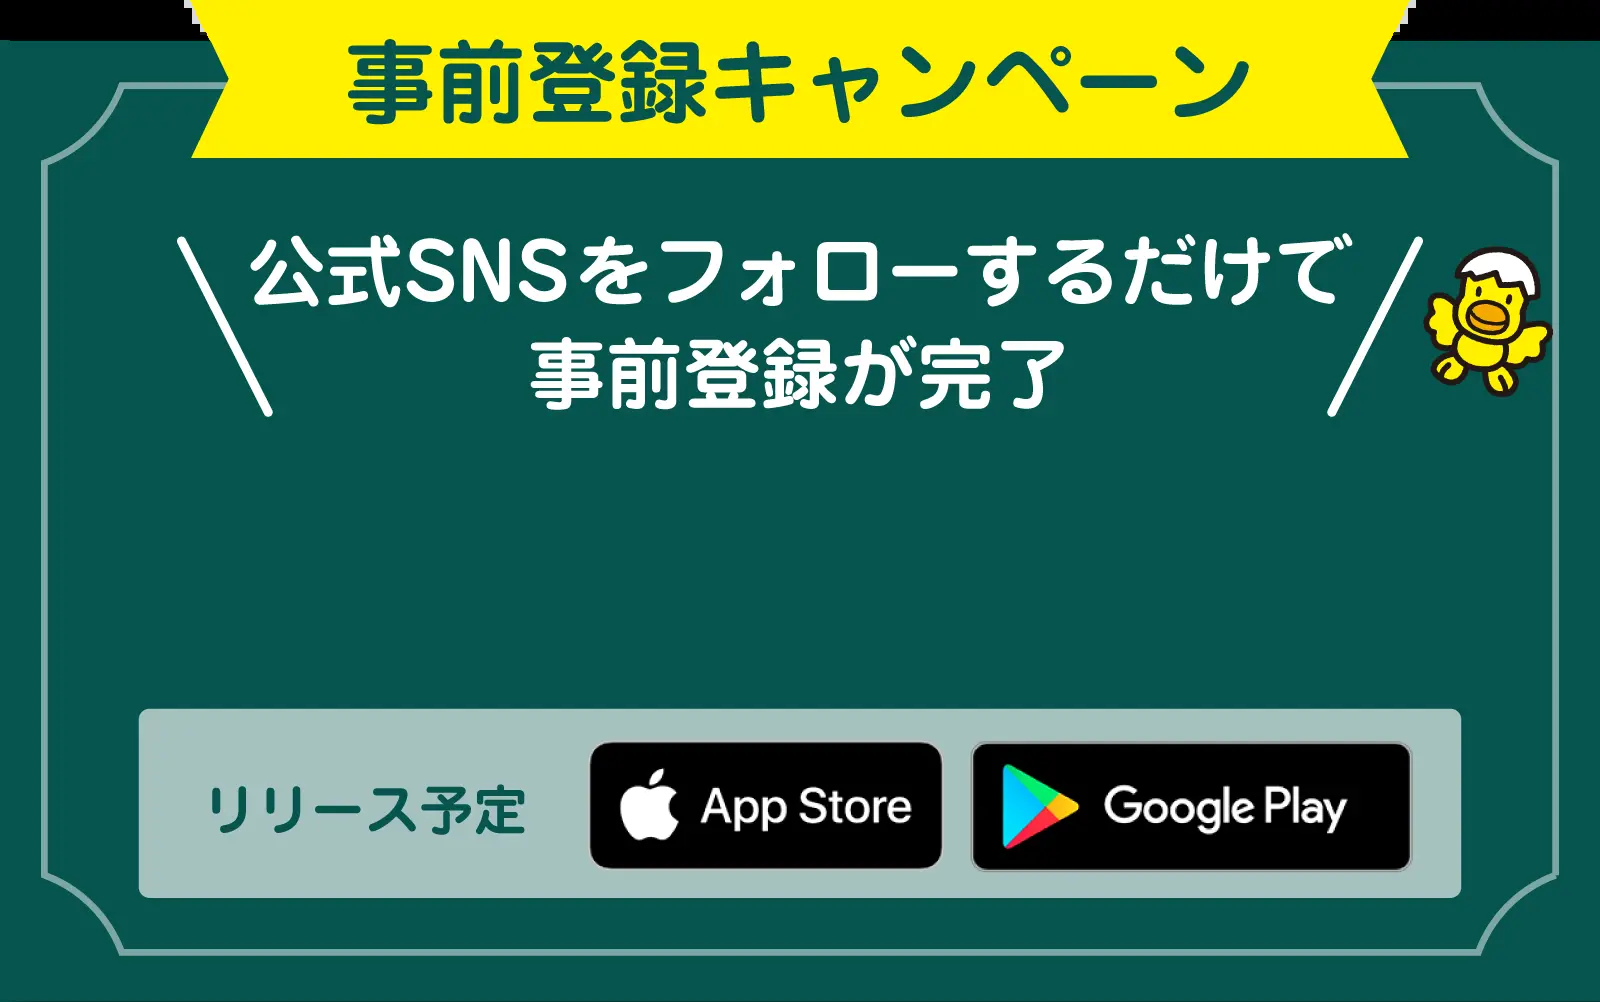 事前登録キャンペーン
公式SNSをフォローするだけで
事前登録が完了
リリース予定
App Store
Google Play